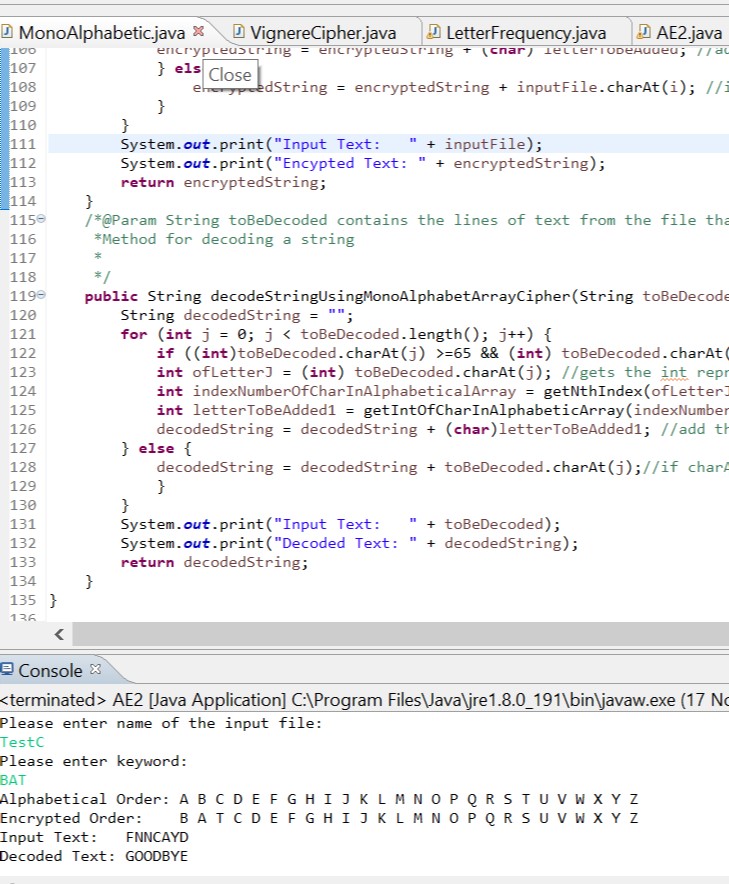 MonoAlphabetic.java VignereCipher.java LetterFrequency.java AE2.java
106 encryptedString = encryptedString + (char) letterToBeAdded; //ad
107 } els
Close
108 en ryptedString = encryptedString + inputFile.charAt(i); //i
109 }
110 }
111 System.out.print("Input Text:   " + inputFile);
112 System.out.print("Encypted Text: " + encryptedString);
113 return encryptedString;
114 }
115 /*@Param String toBeDecoded contains the lines of text from the file tha
116 *Method for decoding a string
117 *
118 */
119 public String decodeStringUsingMonoAlphabetArrayCipher(String toBeDecode
120 String decodedString = "";
121 for (int j = 0; j < toBeDecoded.length(); j++) {
122 if ((int)toBeDecoded.charAt(j) >=65 && (int) toBeDecoded.charAt(
123 int ofLetterJ = (int) toBeDecoded.charAt(j); //gets the int repr
124 int indexNumberOfCharInAlphabeticalArray = getNthIndex(ofLetterJ
125 int letterToBeAdded1 = getIntOfCharInAlphabeticArray(indexNumber
126 decodedString = decodedString + (char)letterToBeAdded1; //add th
127 } else {
128 decodedString = decodedString + toBeDecoded.charAt(j);//if charA
129 }
130 }
131 System.out.print("Input Text:   " + toBeDecoded);
132 System.out.print("Decoded Text: " + decodedString);
133 return decodedString;
134 }
135 }
136
Console
<terminated> AE2 [Java Application] C:\Program Files\Java\jre1.8.0_191\bin\javaw.exe (17 No
Please enter name of the input file:
TestC
Please enter keyword:
BAT
Alphabetical Order: A B C D E F G H I J K L M N O P Q R S T U V W X Y Z
Encrypted Order:    B A T C D E F G H I J K L M N O P Q R S U V W X Y Z
Input Text:   FNNCAYD
Decoded Text: GOODBYE